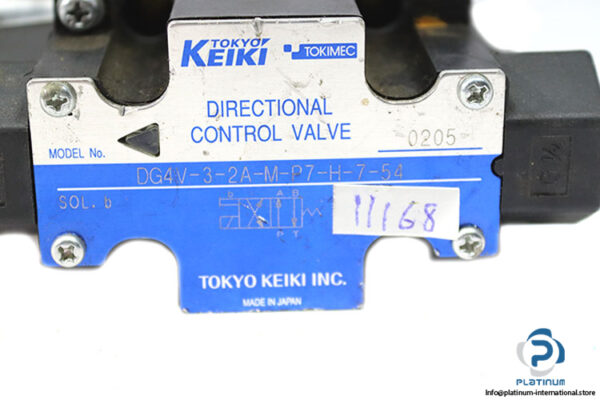 TOKYO
KEIKI TOKIMEC
DIRECTIONAL
CONTROL VALVE
0205
MODEL No.
DG4V-3-2A-M-P7-H-7-54
SOL. b
b A B
P T
11168
TOKYO KEIKI INC.
MADE IN JAPAN
PLATINUM
Info@platinum-international.store